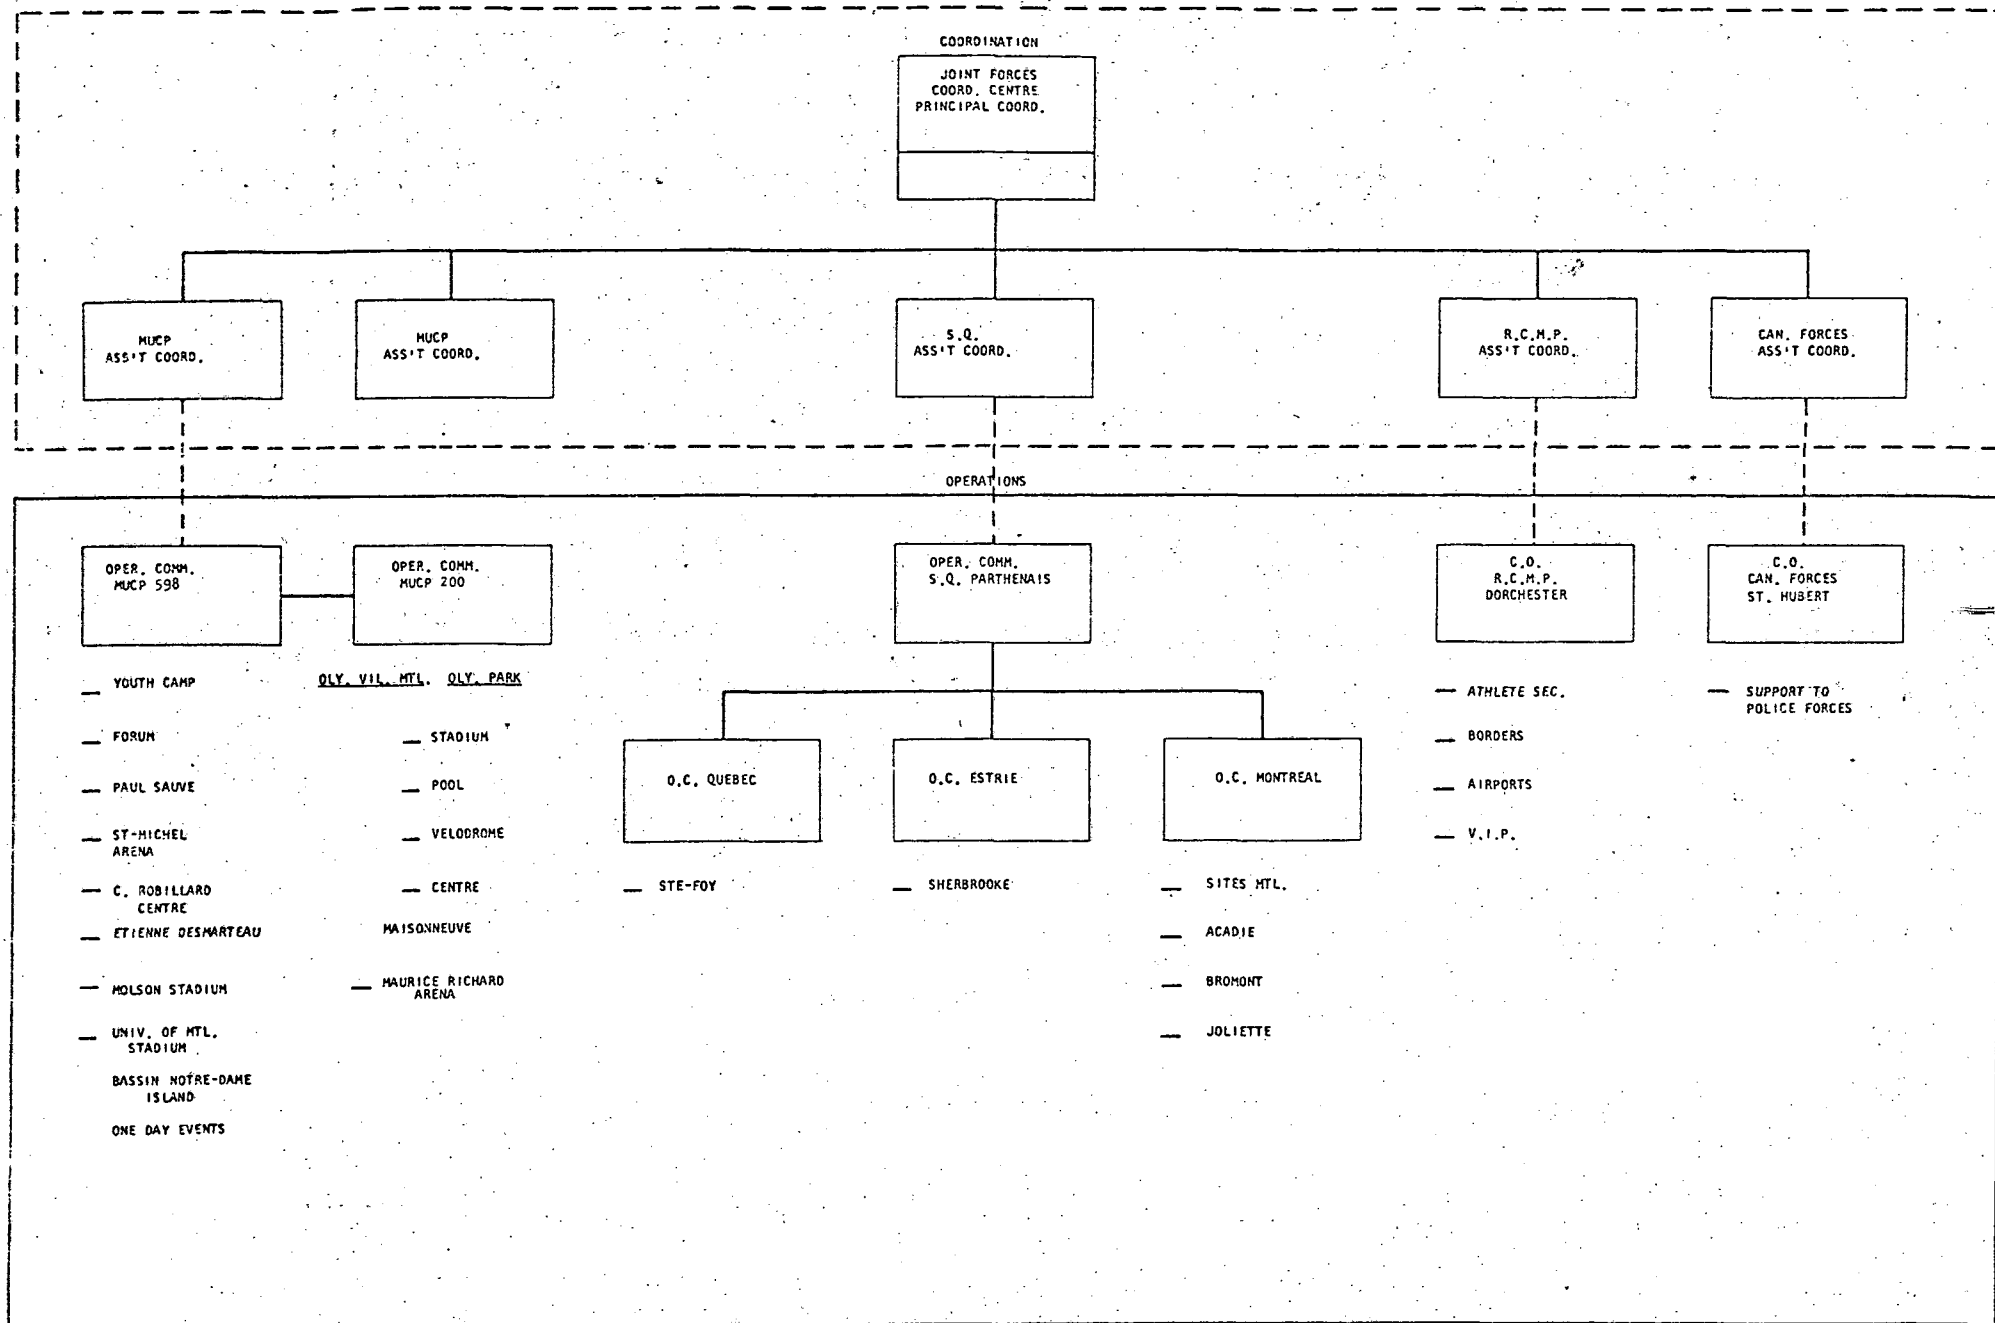 COORDINATION
JOINT FORCES
COORD. CENTRE
PRINCIPAL COORD.
MUCP
ASS'T COORD.
MUCP
ASS'T COORD.
S.Q.
ASS'T COORD.
R.C.M.P.
ASS'T COORD.
CAN. FORCES
ASS'T COORD.
OPERATIONS
OPER. COMM.
MUCP 598
OPER. COMM.
MUCP 200
OPER. COMM.
S.Q. PARTHENAIS
C.O.
R.C.M.P.
DORCHESTER
C.O.
CAN. FORCES
ST. HUBERT
— YOUTH CAMP
— FORUM
— PAUL SAUVE
— ST-MICHEL
ARENA
— C. ROBILLARD
CENTRE
— ETIENNE DESMARTEAU
— MOLSON STADIUM
— UNIV. OF MTL.
STADIUM
BASSIN NOTRE-DAME
ISLAND
ONE DAY EVENTS
OLY. VIL. MTL. OLY. PARK
— STADIUM
— POOL
— VELODROME
— CENTRE
MAISONNEUVE
— MAURICE RICHARD
ARENA
O.C. QUEBEC
— STE-FOY
O.C. ESTRIE
— SHERBROOKE
O.C. MONTREAL
— SITES MTL.
— ACADIE
— BROMONT
— JOLIETTE
— ATHLETE SEC.
— BORDERS
— AIRPORTS
— V.I.P.
— SUPPORT TO
POLICE FORCES